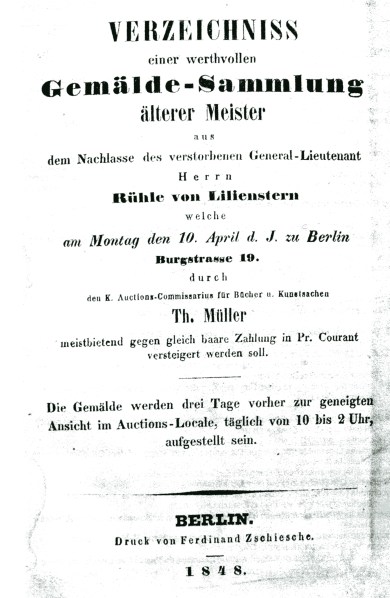 VERZEICHNISS
einer werthvollen
Gemälde-Sammlung
älterer Meister
aus
dem Nachlasse des verstorbenen General-Lieutenant
Herrn
Rühle von Lilienstern
welche
am Montag den 10. April d. J. zu Berlin
Burgstrasse 19.
durch
den K. Auctions-Commissarius für Bücher u. Kunstsachen
Th. Müller
meistbietend gegen gleich baare Zahlung in Pr. Courant
versteigert werden soll.
Die Gemälde werden drei Tage vorher zur geneigten
Ansicht im Auctions-Locale, täglich von 10 bis 2 Uhr,
aufgestellt sein.
BERLIN.
Druck von Ferdinand Zschiesche.
1848.